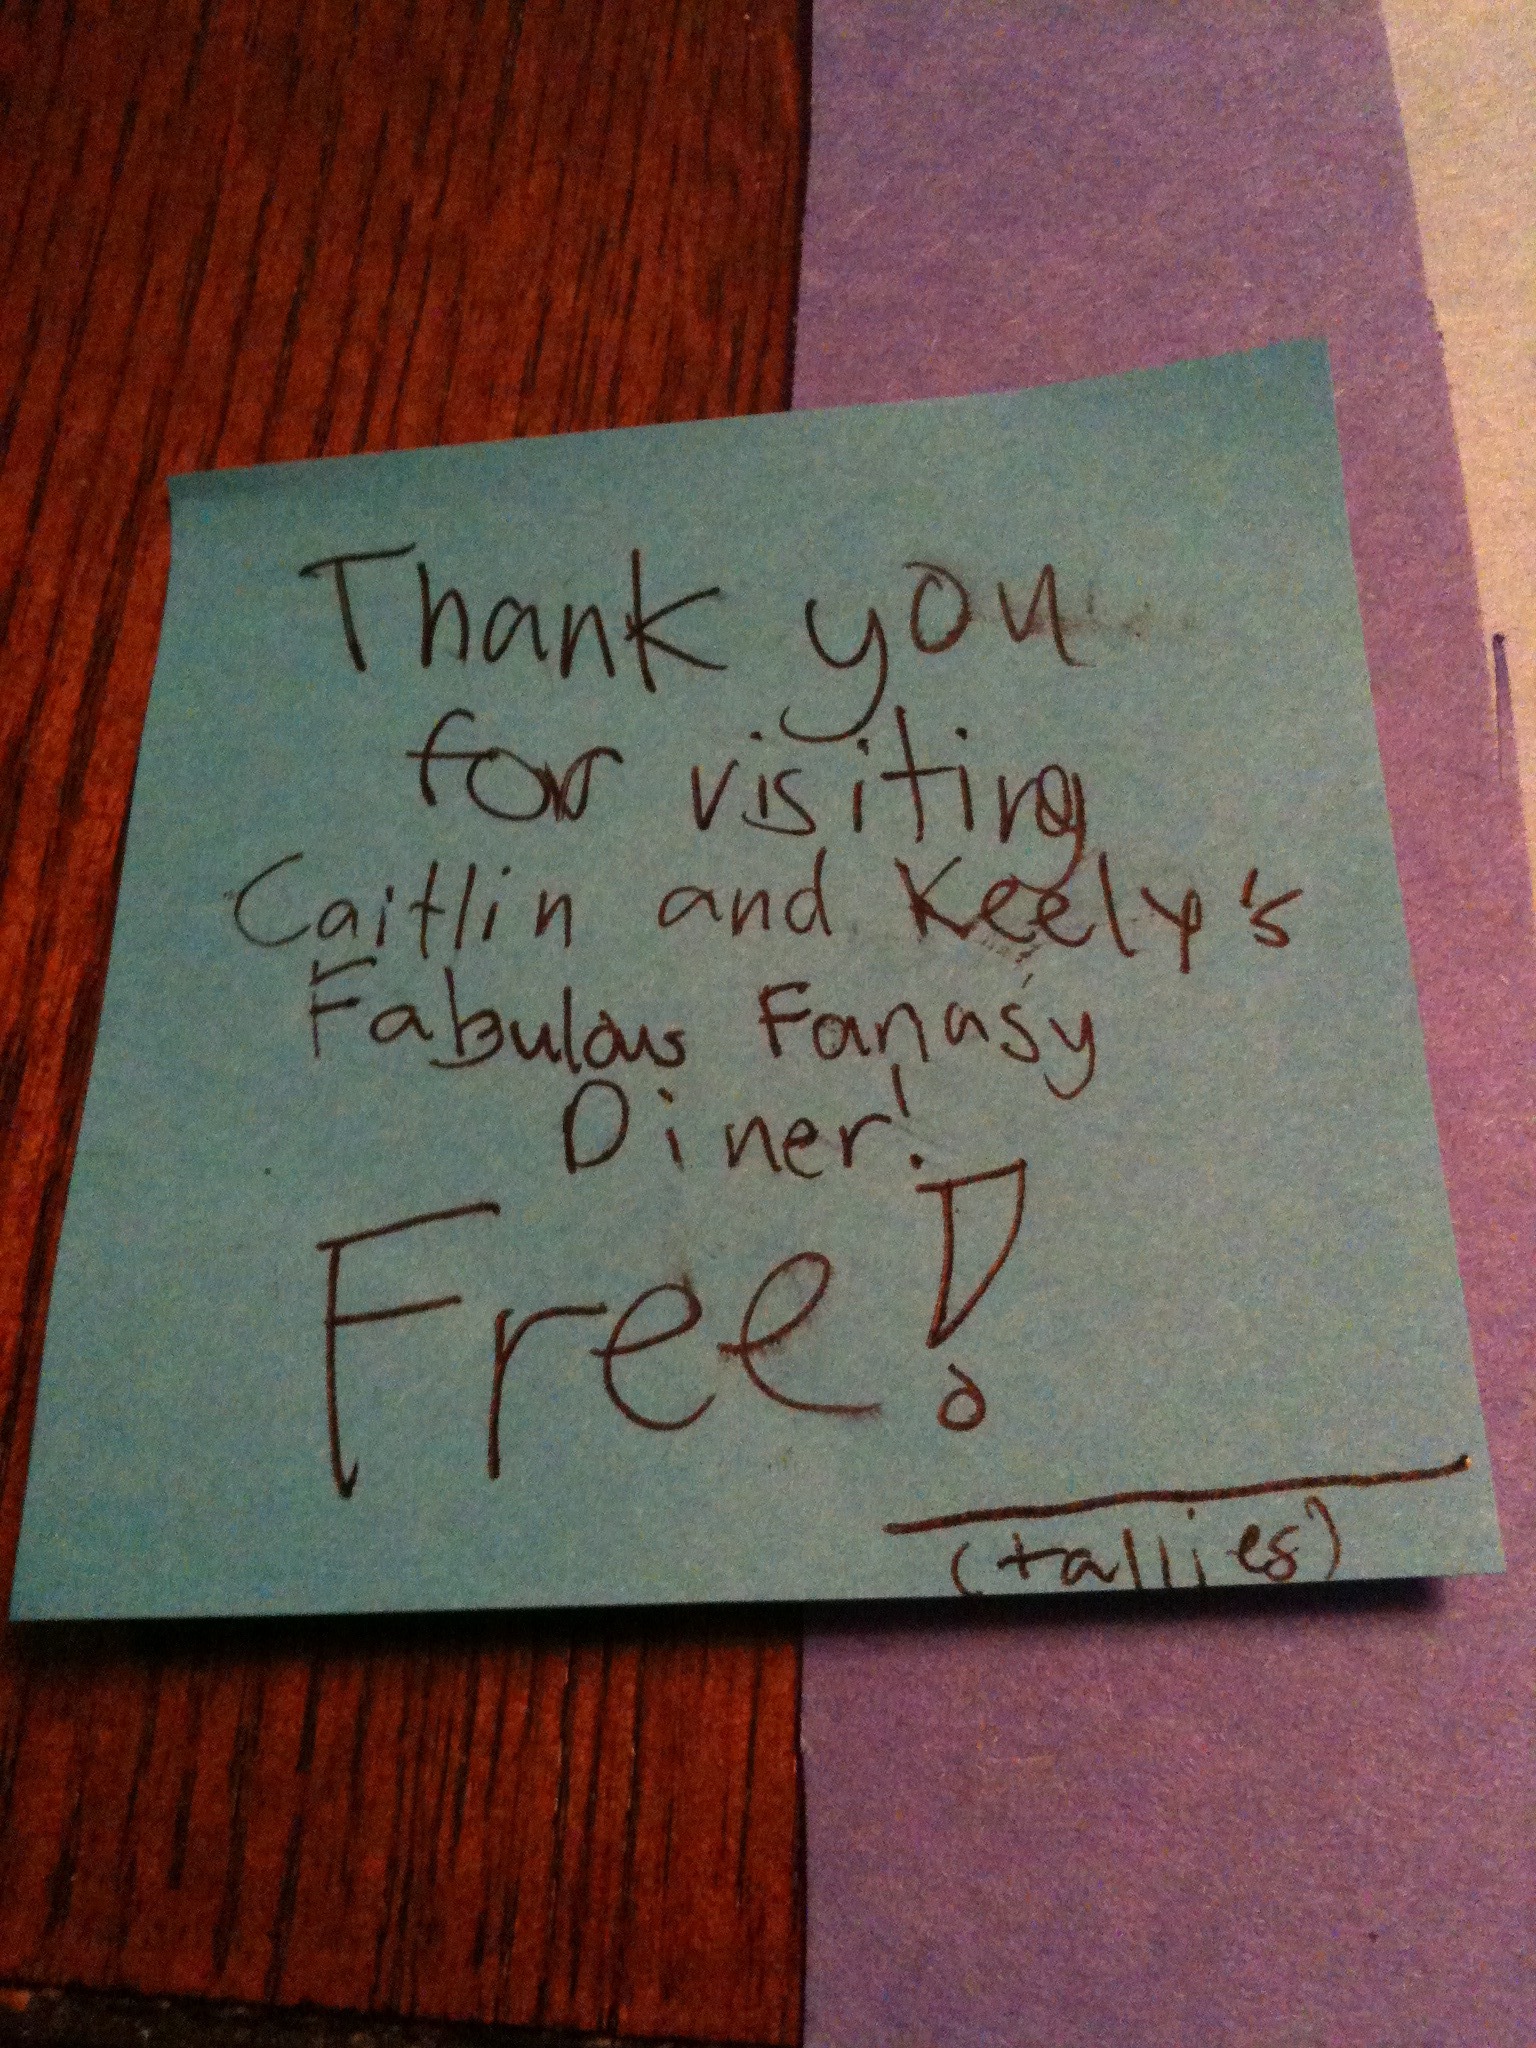 Thank you
for visiting
Caitlin and Keely's
Fabulous Fanasy
Diner!
Free!
(tallies)